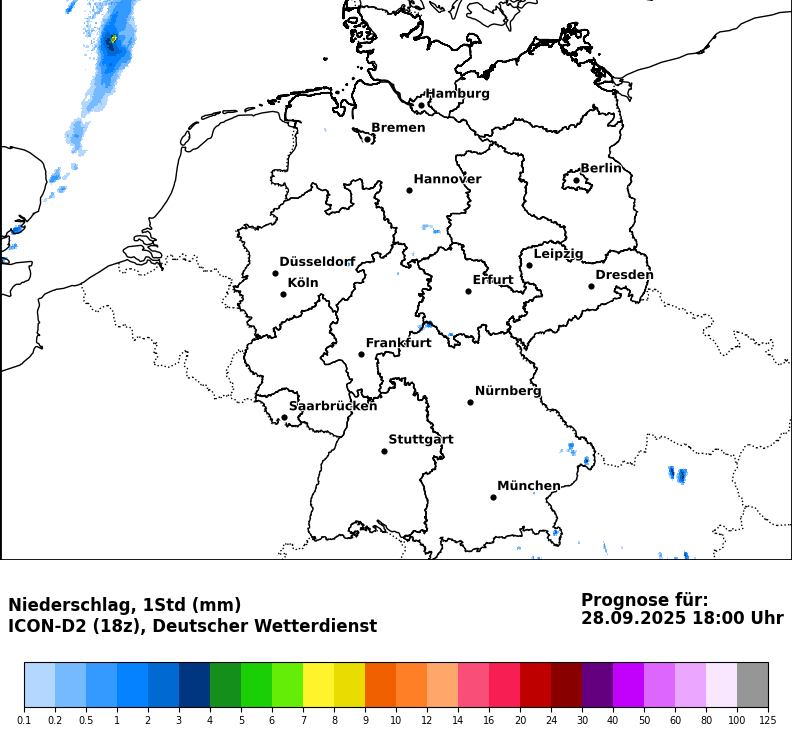 Hamburg
Bremen
Berlin
Hannover
Leipzig
Düsseldorf
Dresden
Köln
Erfurt
Frankfurt
Nürnberg
Saarbrücken
Stuttgart
München
Niederschlag, 1Std (mm)
ICON-D2 (18z), Deutscher Wetterdienst
Prognose für:
28.09.2025 18:00 Uhr
0.1 0.2 0.5 1 2 3 4 5 6 7 8 9 10 12 14 16 20 24 30 40 50 60 80 100 125